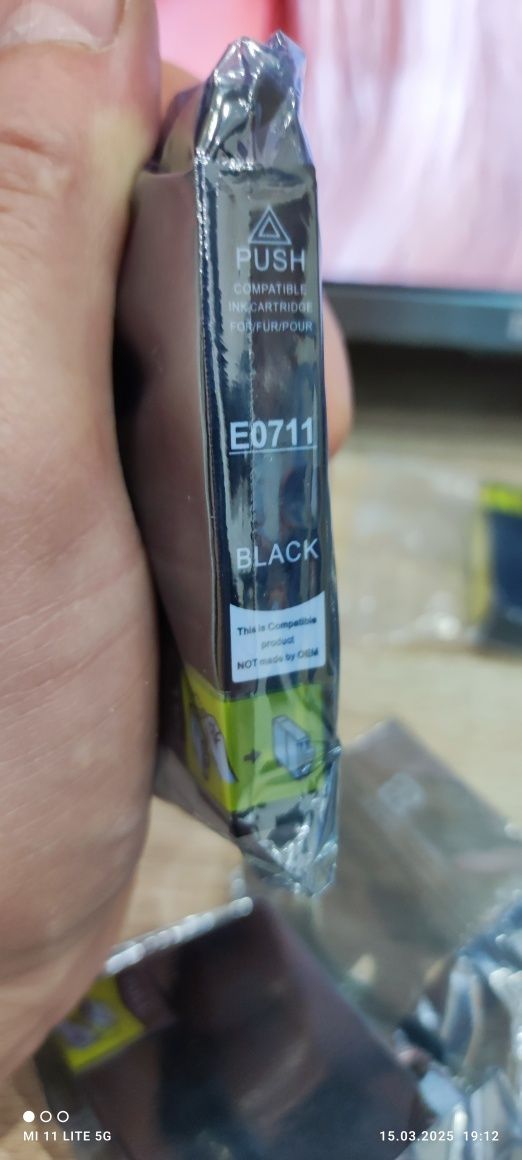 PUSH
COMPATIBLE
INK CARTRIDGE
FOR/FÜR/POUR
E0711
BLACK
This is Compatible
product
NOT made by OEM
MI 11 LITE 5G
15.03.2025 19:12